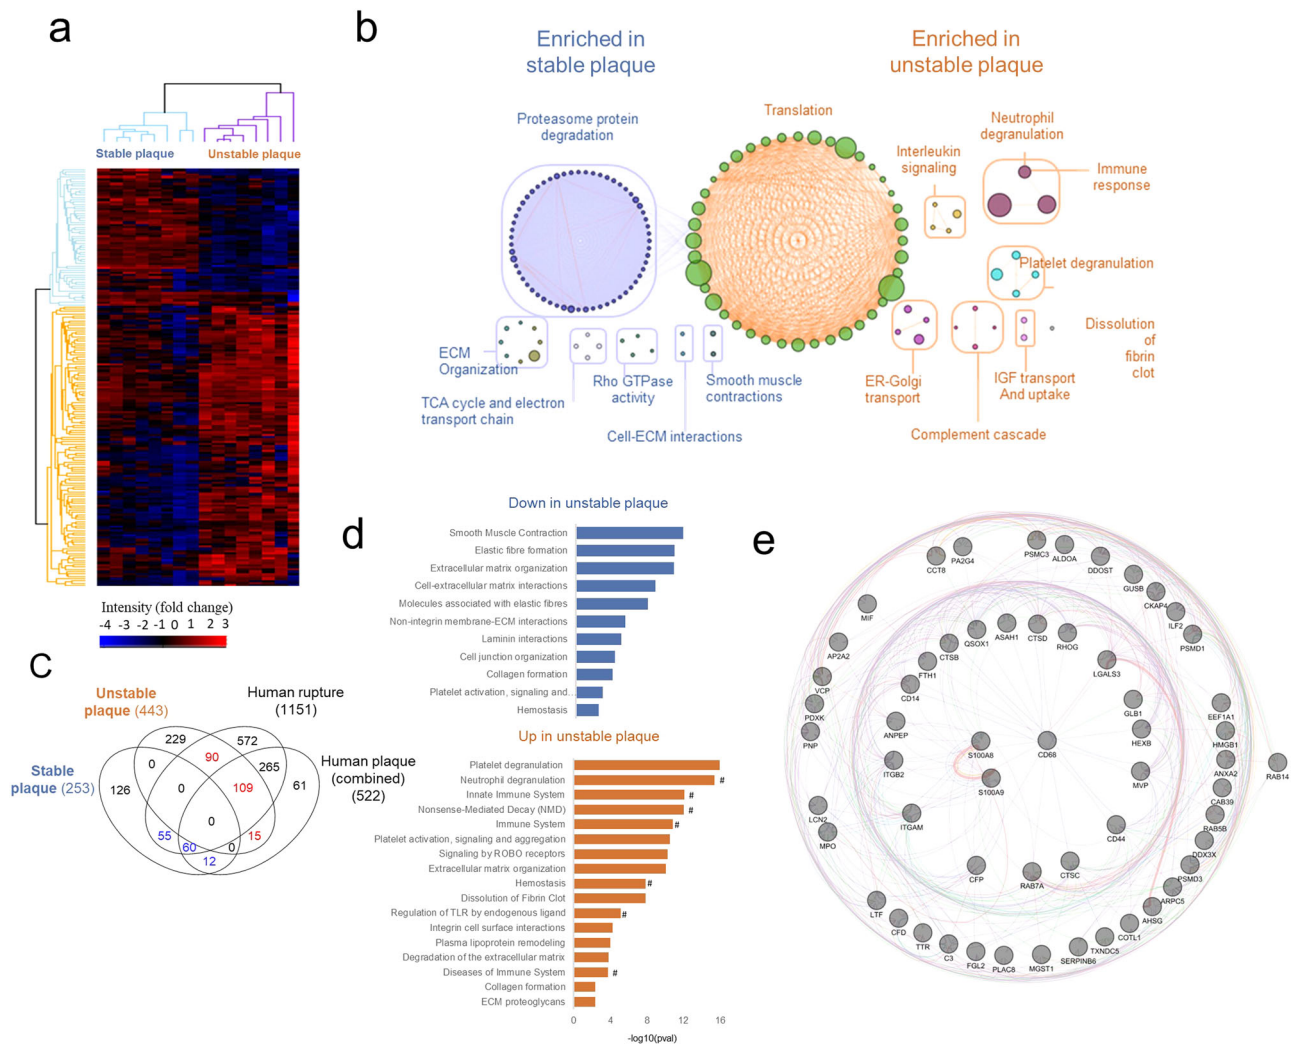 a
Stable plaque
Unstable plaque
Intensity (fold change)
-4 -3 -2 -1 0 1 2 3
b
Enriched in
stable plaque
Enriched in
unstable plaque
Proteasome protein
degradation
Translation
Interleukin
signaling
Neutrophil
degranulation
Immune
response
Platelet degranulation
Dissolution
of
fibrin
clot
ECM
Organization
TCA cycle and electron
transport chain
Rho GTPase
activity
Cell-ECM interactions
Smooth muscle
contractions
ER-Golgi
transport
Complement cascade
IGF transport
And uptake
c
Unstable
plaque (443)
Human rupture
(1151)
Stable
plaque (253)
Human plaque
(combined)
(522)
229
572
0
90
265
126
0
109
61
0
55
60
0
15
12
d
Down in unstable plaque
Smooth Muscle Contraction
Elastic fibre formation
Extracellular matrix organization
Cell-extracellular matrix interactions
Molecules associated with elastic fibres
Non-integrin membrane-ECM interactions
Laminin interactions
Cell junction organization
Collagen formation
Platelet activation, signaling and...
Hemostasis
Up in unstable plaque
Platelet degranulation
Neutrophil degranulation #
Innate Immune System #
Nonsense-Mediated Decay (NMD) #
Immune System #
Platelet activation, signaling and aggregation
Signaling by ROBO receptors
Extracellular matrix organization
Hemostasis #
Dissolution of Fibrin Clot
Regulation of TLR by endogenous ligand #
Integrin cell surface interactions
Plasma lipoprotein remodeling
Degradation of the extracellular matrix
Diseases of Immune System #
Collagen formation
ECM proteoglycans
0 4 8 12 16
-log10(pval)
e
CCT8
PA2G4
PSMC3
ALDOA
DDOST
GUSB
CKAP4
ILF2
PSMD1
MIF
AP2A2
VCP
PDXK
PNP
QSOX1
ASAH1
CTSD
RHOG
CTSB
FTH1
CD14
LGALS3
ANPEP
GLB1
HEXB
EEF1A1
HMGB1
ANXA2
RAB14
CAB39
RAB5B
DDX3X
PSMD3
ARPC5
AHSG
COTL1
TXNDC5
SERPINB6
MGST1
PLAC8
FGL2
C3
TTR
CFD
LTF
LCN2
MPO
ITGB2
ITGAM
S100A8
S100A9
CD68
MVP
CD44
CTSC
RAB7A
CFP